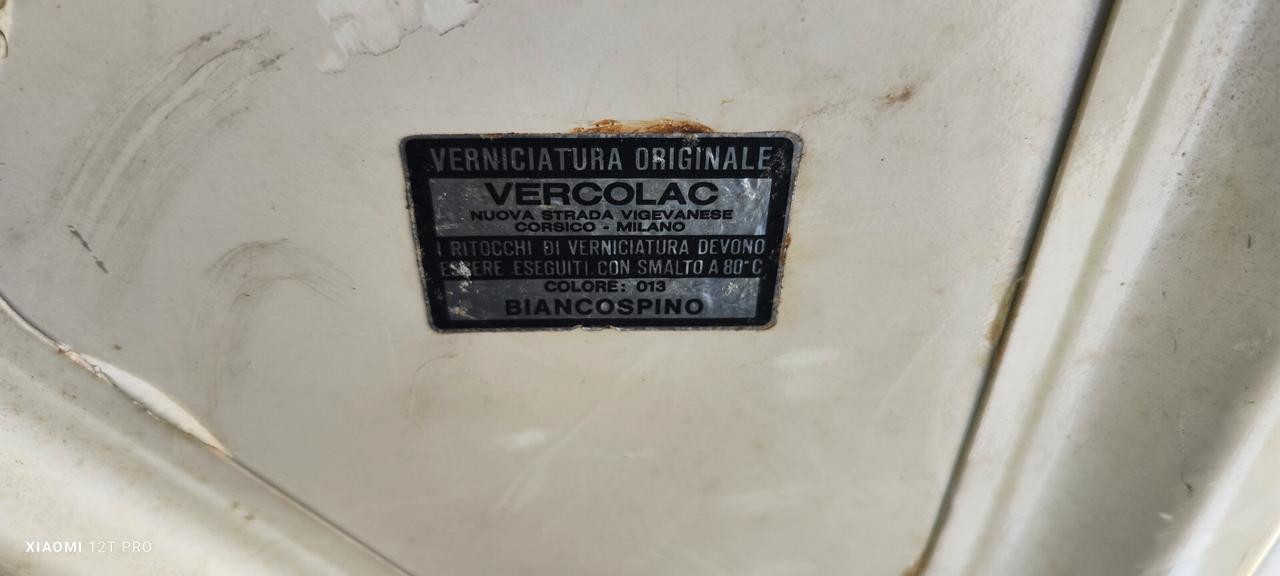 VERNICIATURA ORIGINALE
VERCOLAC
NUOVA STRADA VIGEVANESE
CORSICO - MILANO
I RITOCCHI DI VERNICIATURA DEVONO
ESSERE ESEGUITI CON SMALTO A 80°C
COLORE: 013
BIANCOSPINO
XIAOMI 12T PRO